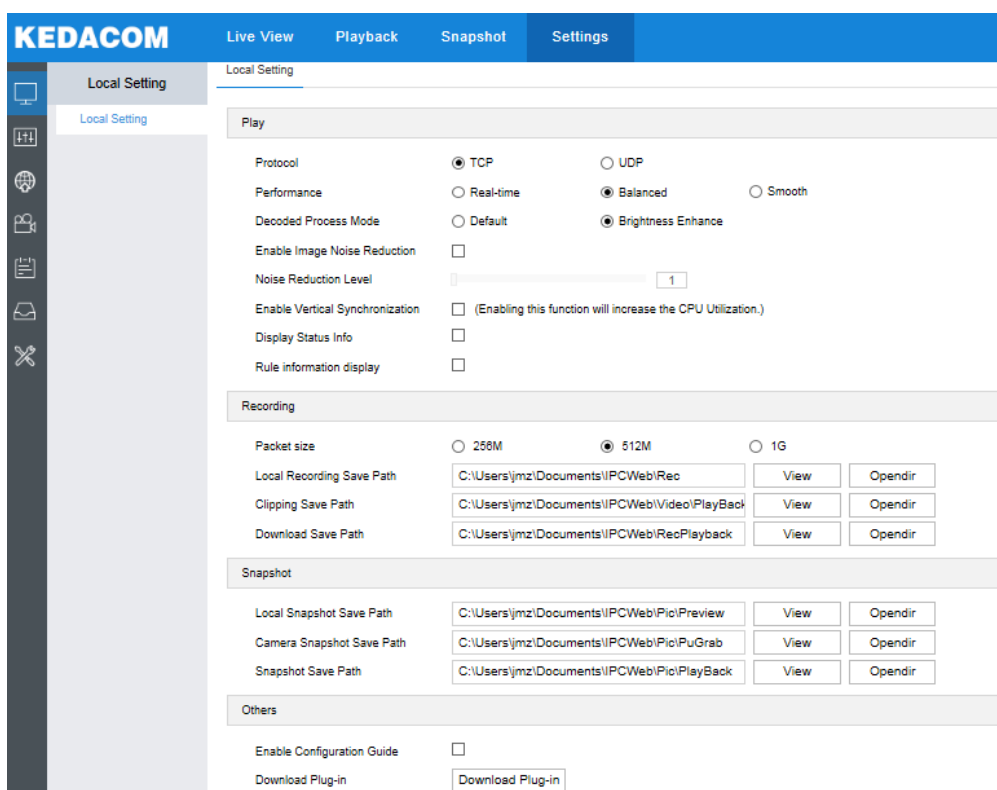 KEDACOM Live View Playback Snapshot Settings
Local Setting
Local Setting
Local Setting
Play
Protocol TCP UDP
Performance Real-time Balanced Smooth
Decoded Process Mode Default Brightness Enhance
Enable Image Noise Reduction
Noise Reduction Level 1
Enable Vertical Synchronization (Enabling this function will increase the CPU Utilization.)
Display Status Info
Rule information display
Recording
Packet size 256M 512M 1G
Local Recording Save Path C:\Users\jmz\Documents\IPCWeb\Rec View Opendir
Clipping Save Path C:\Users\jmz\Documents\IPCWeb\Video\PlayBack View Opendir
Download Save Path C:\Users\jmz\Documents\IPCWeb\RecPlayback View Opendir
Snapshot
Local Snapshot Save Path C:\Users\jmz\Documents\IPCWeb\Pic\Preview View Opendir
Camera Snapshot Save Path C:\Users\jmz\Documents\IPCWeb\Pic\PuGrab View Opendir
Snapshot Save Path C:\Users\jmz\Documents\IPCWeb\Pic\PlayBack View Opendir
Others
Enable Configuration Guide
Download Plug-in Download Plug-in